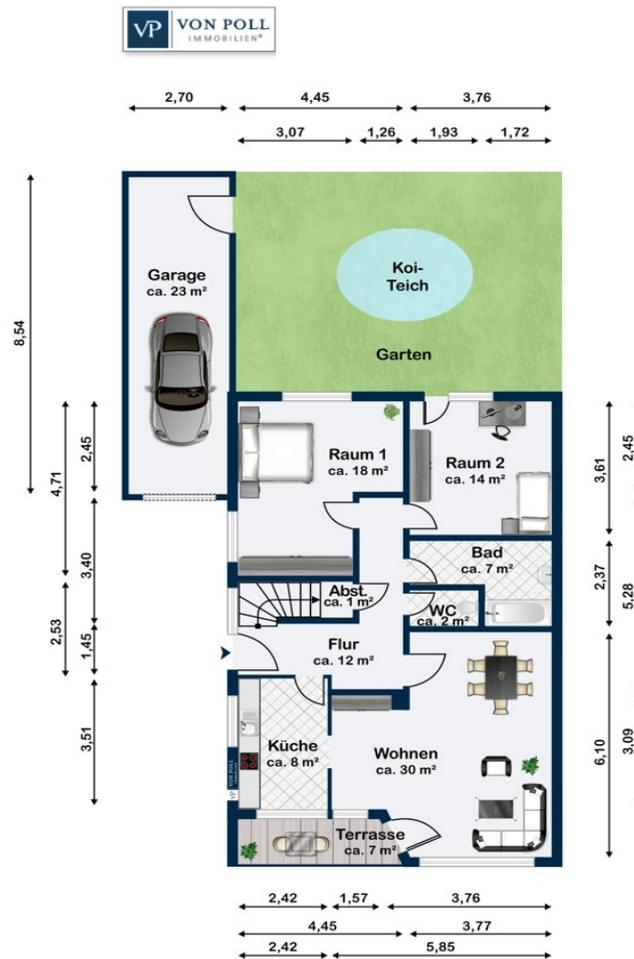 VP VON POLL
IMMOBILIEN®
2,70 4,45 3,76
3,07 1,26 1,93 1,72
8,54
Garage
ca. 23 m²
Koi-
Teich
Garten
4,71 2,45
Raum 1
ca. 18 m²
Raum 2
ca. 14 m²
3,61 2,45
3,40
Bad
ca. 7 m²
2,37 5,28
2,53 1,45
Abst.
ca. 1 m²
WC
ca. 2 m²
Flur
ca. 12 m²
3,51
Küche
ca. 8 m²
Wohnen
ca. 30 m²
6,10 3,09
VP VON POLL
IMMOBILIEN
Terrasse
ca. 7 m²
2,42 1,57 3,76
4,45 3,77
2,42 5,85